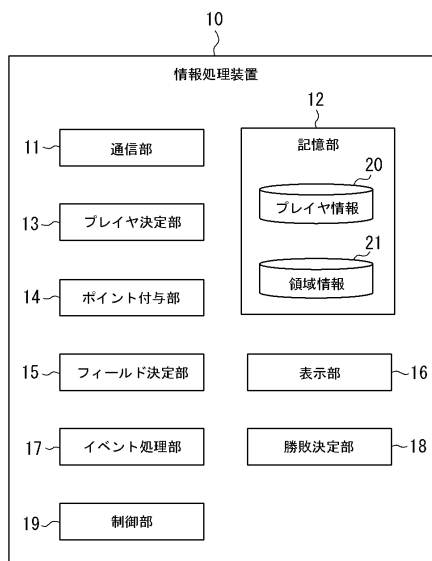 10
情報処理装置
11
通信部
12
記憶部
20
プレイヤ情報
21
領域情報
13
プレイヤ決定部
14
ポイント付与部
15
フィールド決定部
表示部
16
17
イベント処理部
勝敗決定部
18
19
制御部